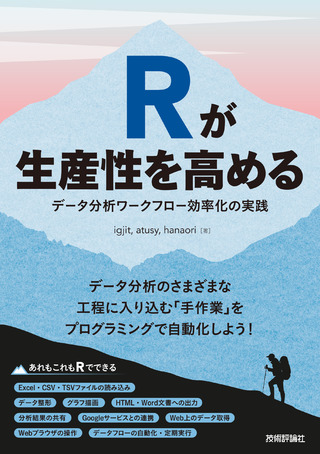 Rが
生産性を高める
データ分析ワークフロー効率化の実践
igjit, atusy, hanaori [著]
データ分析のさまざまな
工程に入り込む「手作業」を
プログラミングで自動化しよう!
あれもこれもRでできる
Excel・CSV・TSVファイルの読み込み
データ整形 グラフ描画 HTML・Word文書への出力
分析結果の共有 Googleサービスとの連携 Web上のデータ取得
Webブラウザの操作 データフローの自動化・定期実行
技術評論社